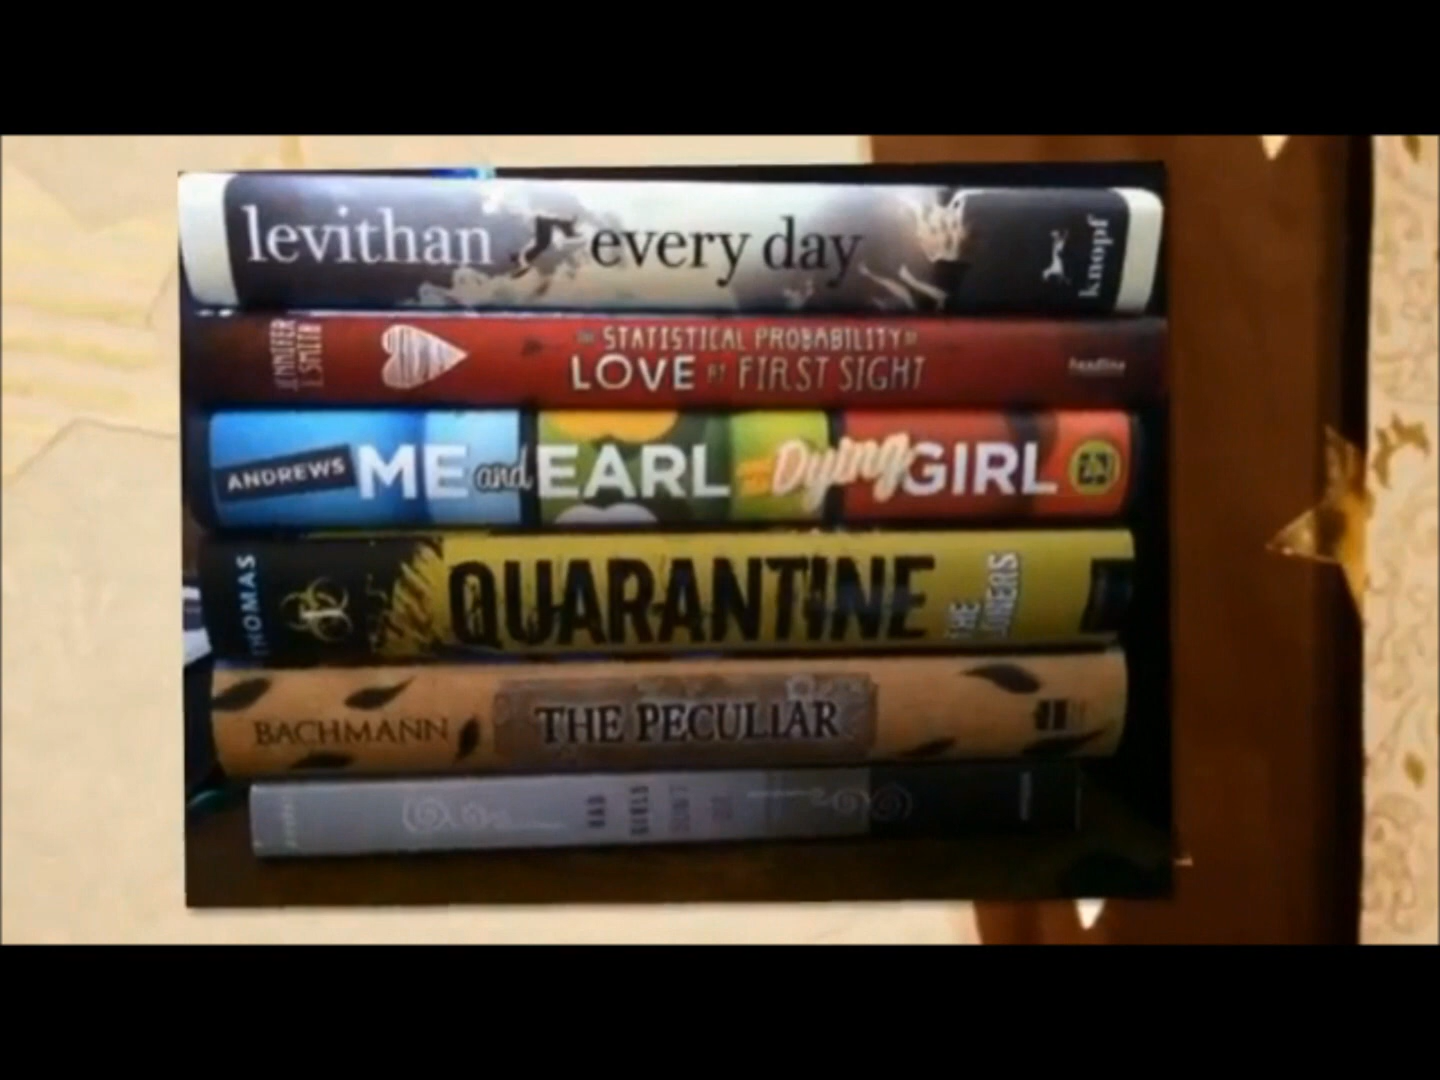 levithan every day knopf
JENNIFER E. SMITH THE STATISTICAL PROBABILITY OF
LOVE AT FIRST SIGHT headline
ANDREWS ME and EARL and the Dying GIRL
THOMAS QUARANTINE THE LONERS
BACHMANN THE PECULIAR
BAD GIRLS DON'T DIE